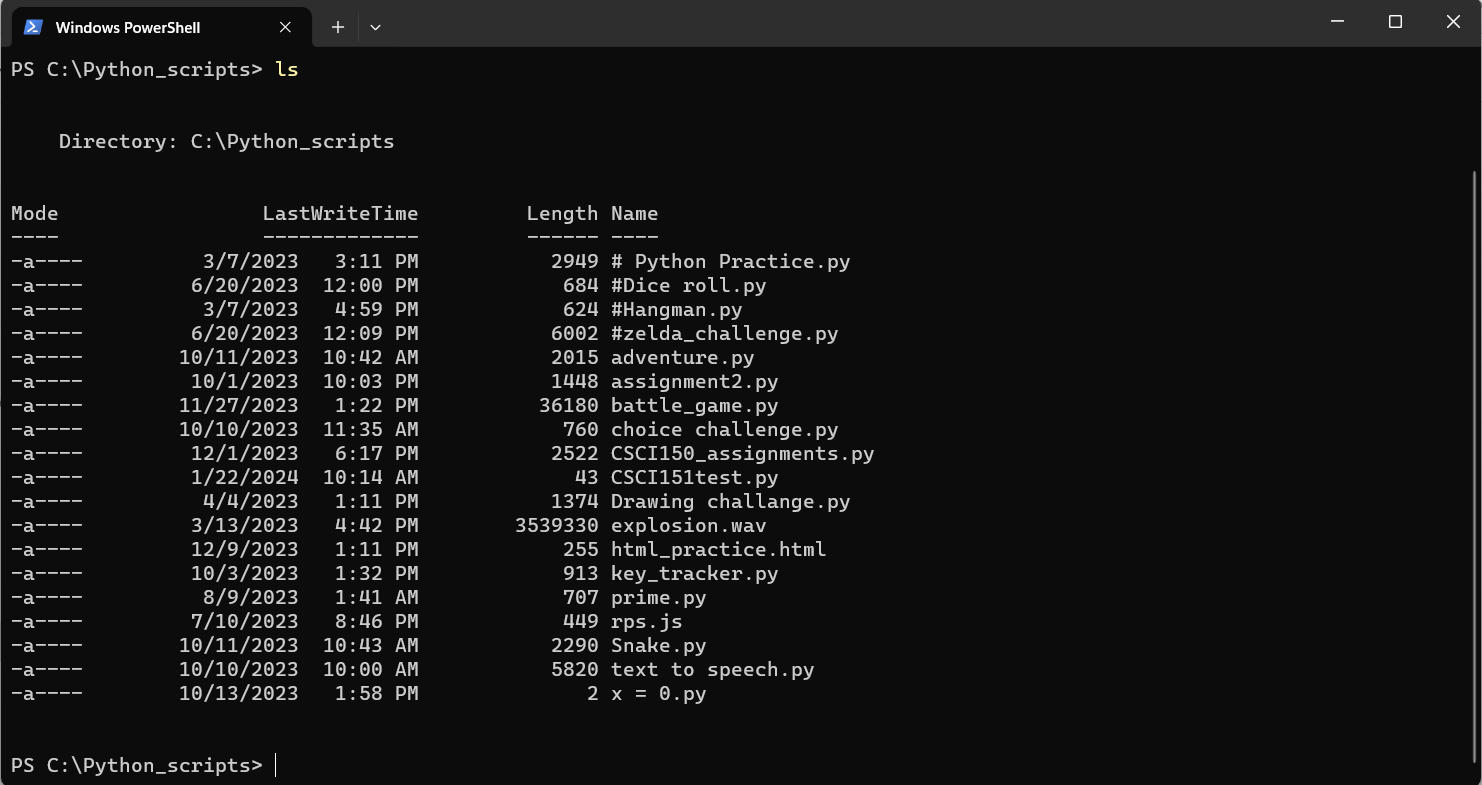 Windows PowerShell
PS C:\Python_scripts> ls
Directory: C:\Python_scripts
Mode                 LastWriteTime         Length Name
----                 -------------         ------ ----
-a----          3/7/2023   3:11 PM           2949 # Python Practice.py
-a----         6/20/2023  12:00 PM            684 #Dice roll.py
-a----          3/7/2023   4:59 PM            624 #Hangman.py
-a----         6/20/2023  12:09 PM           6002 #zelda_challenge.py
-a----        10/11/2023  10:42 AM           2015 adventure.py
-a----         10/1/2023  10:03 PM           1448 assignment2.py
-a----        11/27/2023   1:22 PM          36180 battle_game.py
-a----        10/10/2023  11:35 AM            760 choice challenge.py
-a----         12/1/2023   6:17 PM           2522 CSCI150_assignments.py
-a----         1/22/2024  10:14 AM             43 CSCI151test.py
-a----          4/4/2023   1:11 PM           1374 Drawing challange.py
-a----         3/13/2023   4:42 PM        3539330 explosion.wav
-a----         12/9/2023   1:11 PM            255 html_practice.html
-a----         10/3/2023   1:32 PM            913 key_tracker.py
-a----          8/9/2023   1:41 AM            707 prime.py
-a----         7/10/2023   8:46 PM            449 rps.js
-a----        10/11/2023  10:43 AM           2290 Snake.py
-a----        10/10/2023  10:00 AM           5820 text to speech.py
-a----        10/13/2023   1:58 PM              2 x = 0.py
PS C:\Python_scripts>